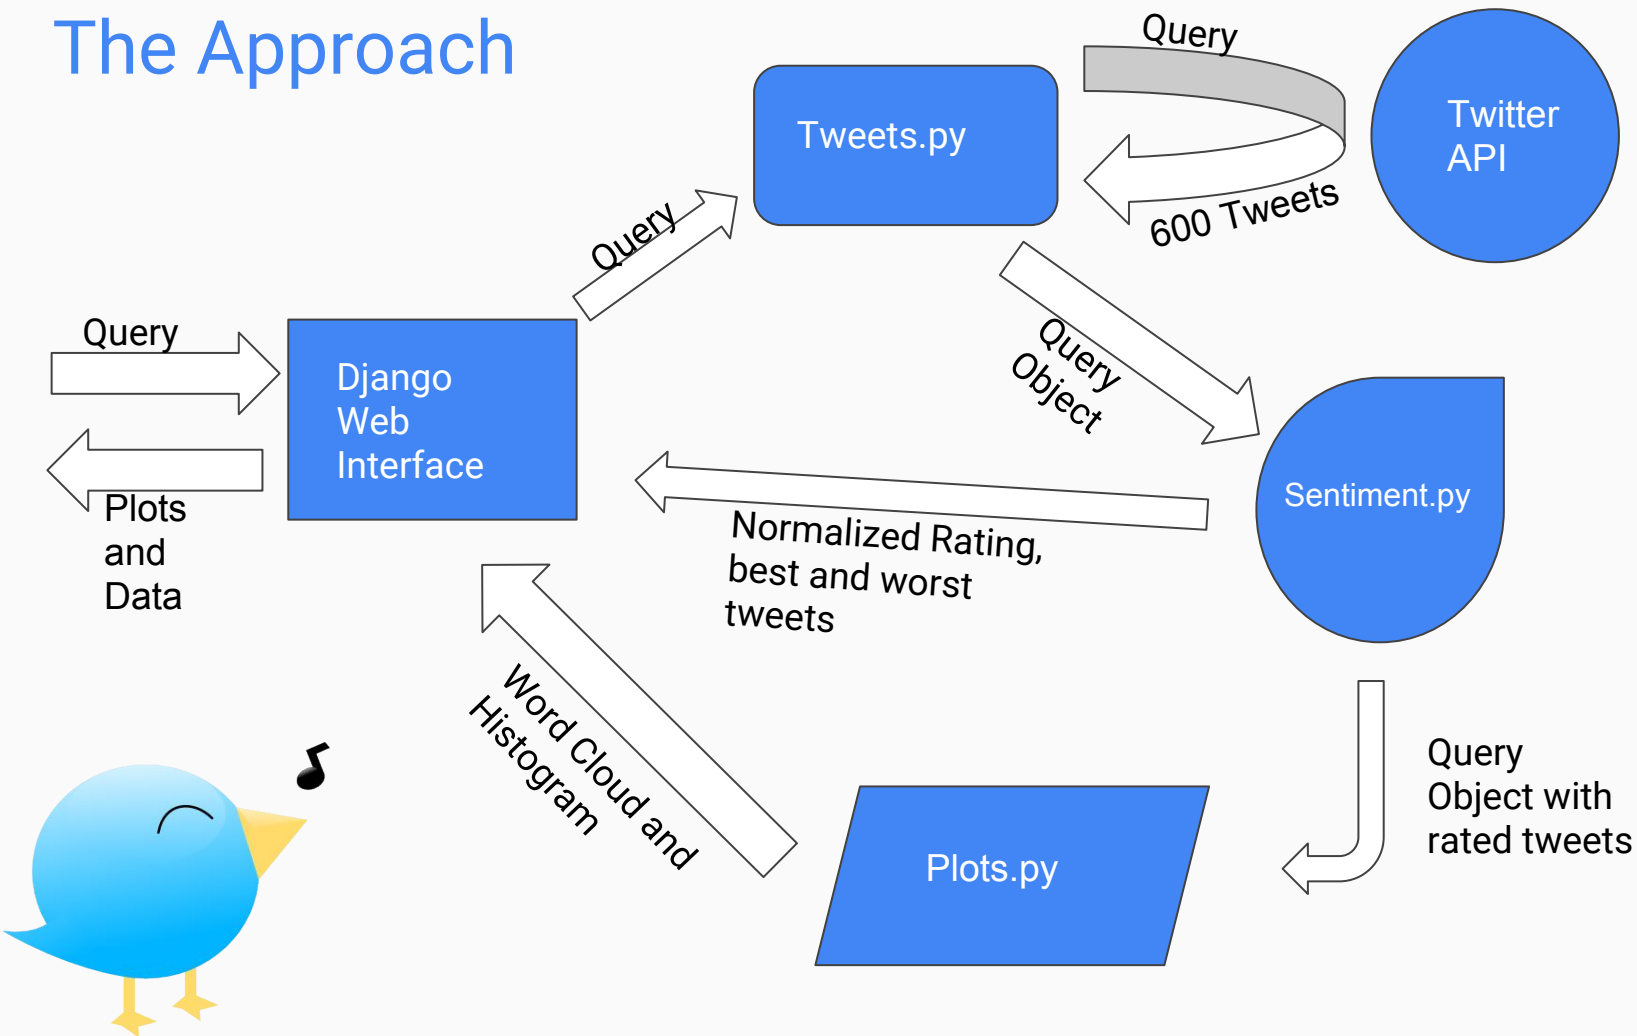 The Approach
Query
Tweets.py
Twitter
API
600 Tweets
Query
Query
Django
Web
Interface
Query
Object
Plots
and
Data
Sentiment.py
Normalized Rating,
best and worst
tweets
Word Cloud and
Histogram
Query
Object with
rated tweets
Plots.py